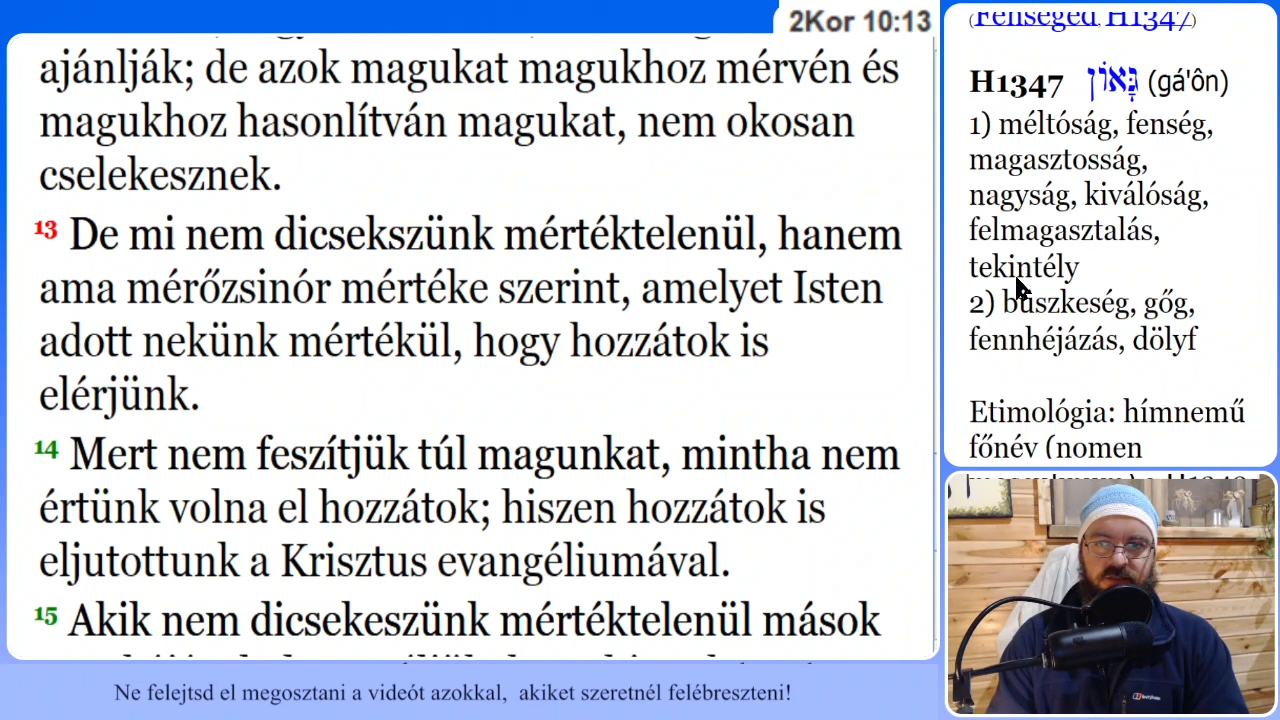 2Kor 10:13
ajánlják; de azok magukat magukhoz mérvén és
magukhoz hasonlítván magukat, nem okosan
cselekesznek.
13 De mi nem dicsekszünk mértéktelenül, hanem
ama mérőzsinór mértéke szerint, amelyet Isten
adott nekünk mértékül, hogy hozzátok is
elérjünk.
14 Mert nem feszítjük túl magunkat, mintha nem
értünk volna el hozzátok; hiszen hozzátok is
eljutottunk a Krisztus evangéliumával.
15 Akik nem dicsekeszünk mértéktelenül mások
(Fenséged, H1347)
H1347 גָּאוֹן (gá'ôn)
1) méltóság, fenség,
magasztosság,
nagyság, kiválóság,
felmagasztalás,
tekintély
2) büszkeség, gőg,
fennhéjázás, dölyf
Etimológia: hímnemű
főnév (nomen
Ne felejtsd el megosztani a videót azokkal, akiket szeretnél felébreszteni!